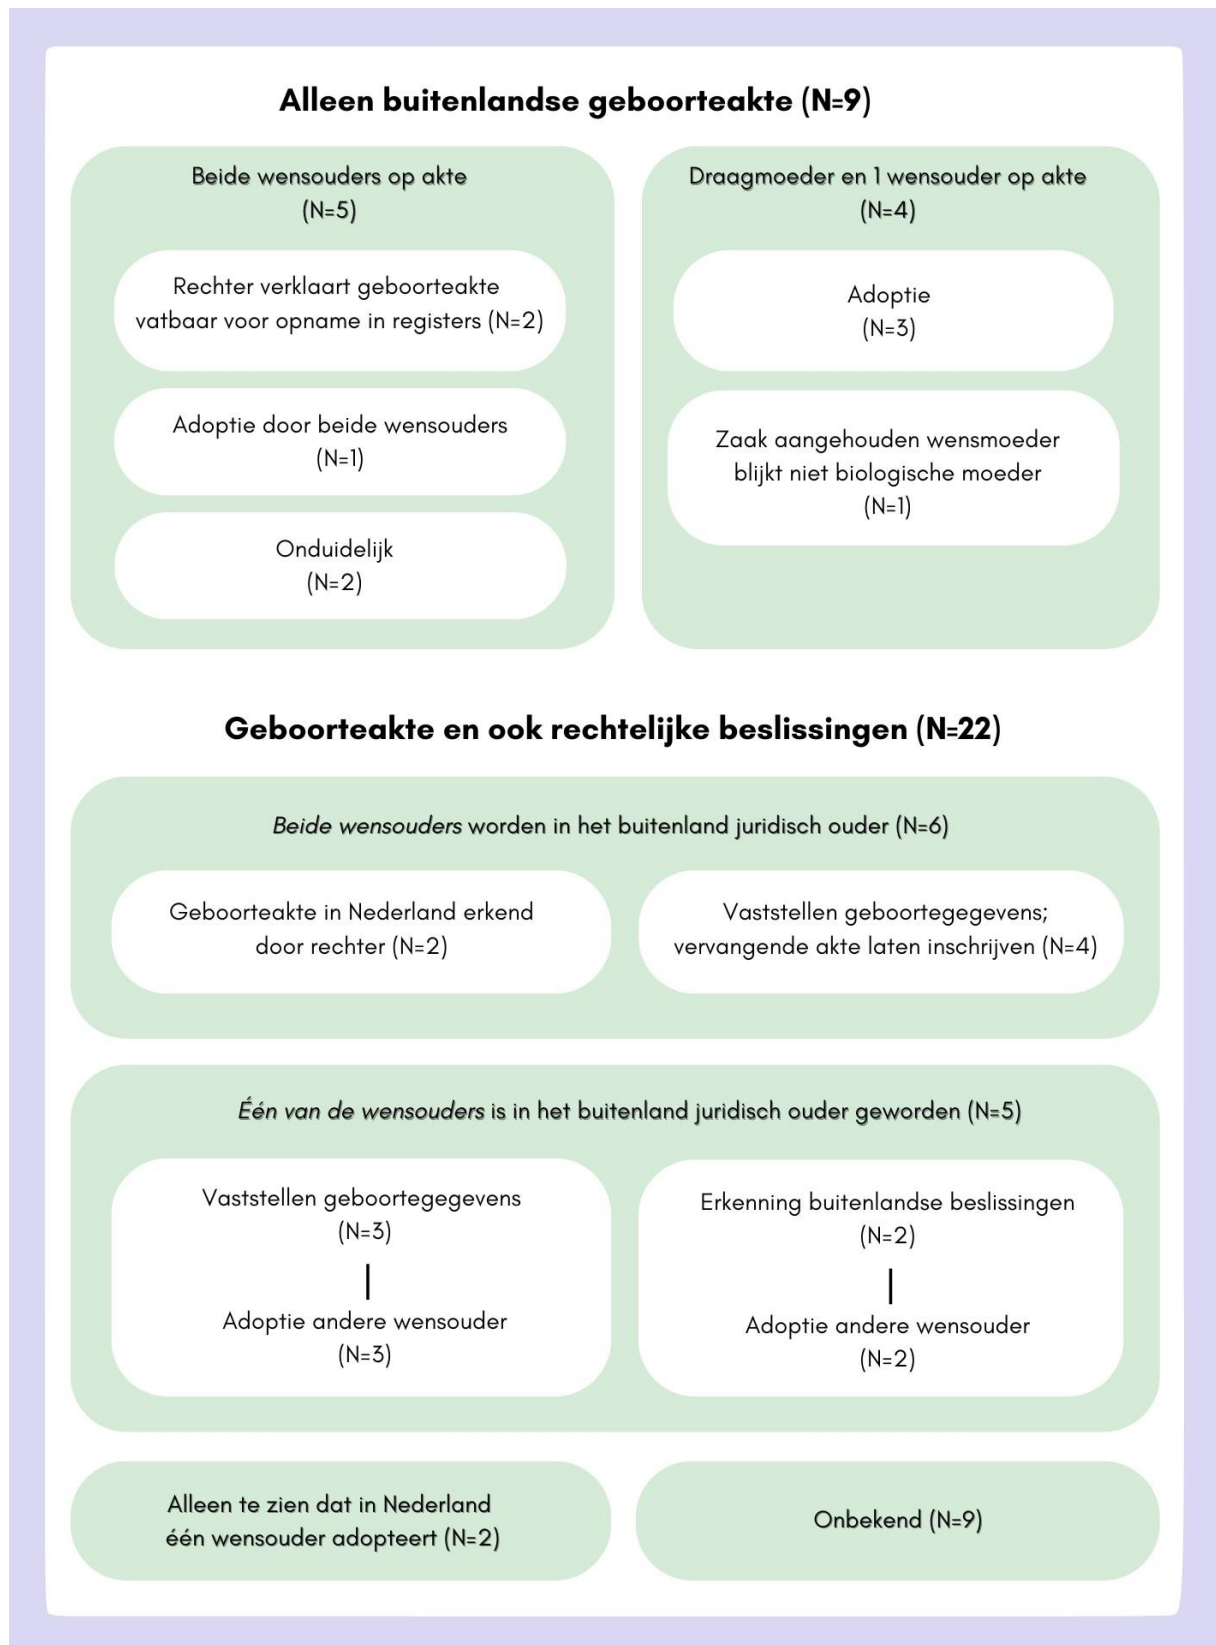 Alleen buitenlandse geboorteakte (N=9)
Beide wensouders op akte
(N=5)
Rechter verklaart geboorteakte
vatbaar voor opname in registers (N=2)
Adoptie door beide wensouders
(N=1)
Onduidelijk
(N=2)
Draagmoeder en 1 wensouder op akte
(N=4)
Adoptie
(N=3)
Zaak aangehouden wensmoeder
blijkt niet biologische moeder
(N=1)
Geboorteakte en ook rechtelijke beslissingen (N=22)
Beide wensouders worden in het buitenland juridisch ouder (N=6)
Geboorteakte in Nederland erkend
door rechter (N=2)
Vaststellen geboortegegevens;
vervangende akte laten inschrijven (N=4)
Één van de wensouders is in het buitenland juridisch ouder geworden (N=5)
Vaststellen geboortegegevens
(N=3)
Adoptie andere wensouder
(N=3)
Erkenning buitenlandse beslissingen
(N=2)
Adoptie andere wensouder
(N=2)
Alleen te zien dat in Nederland
één wensouder adopteert (N=2)
Onbekend (N=9)